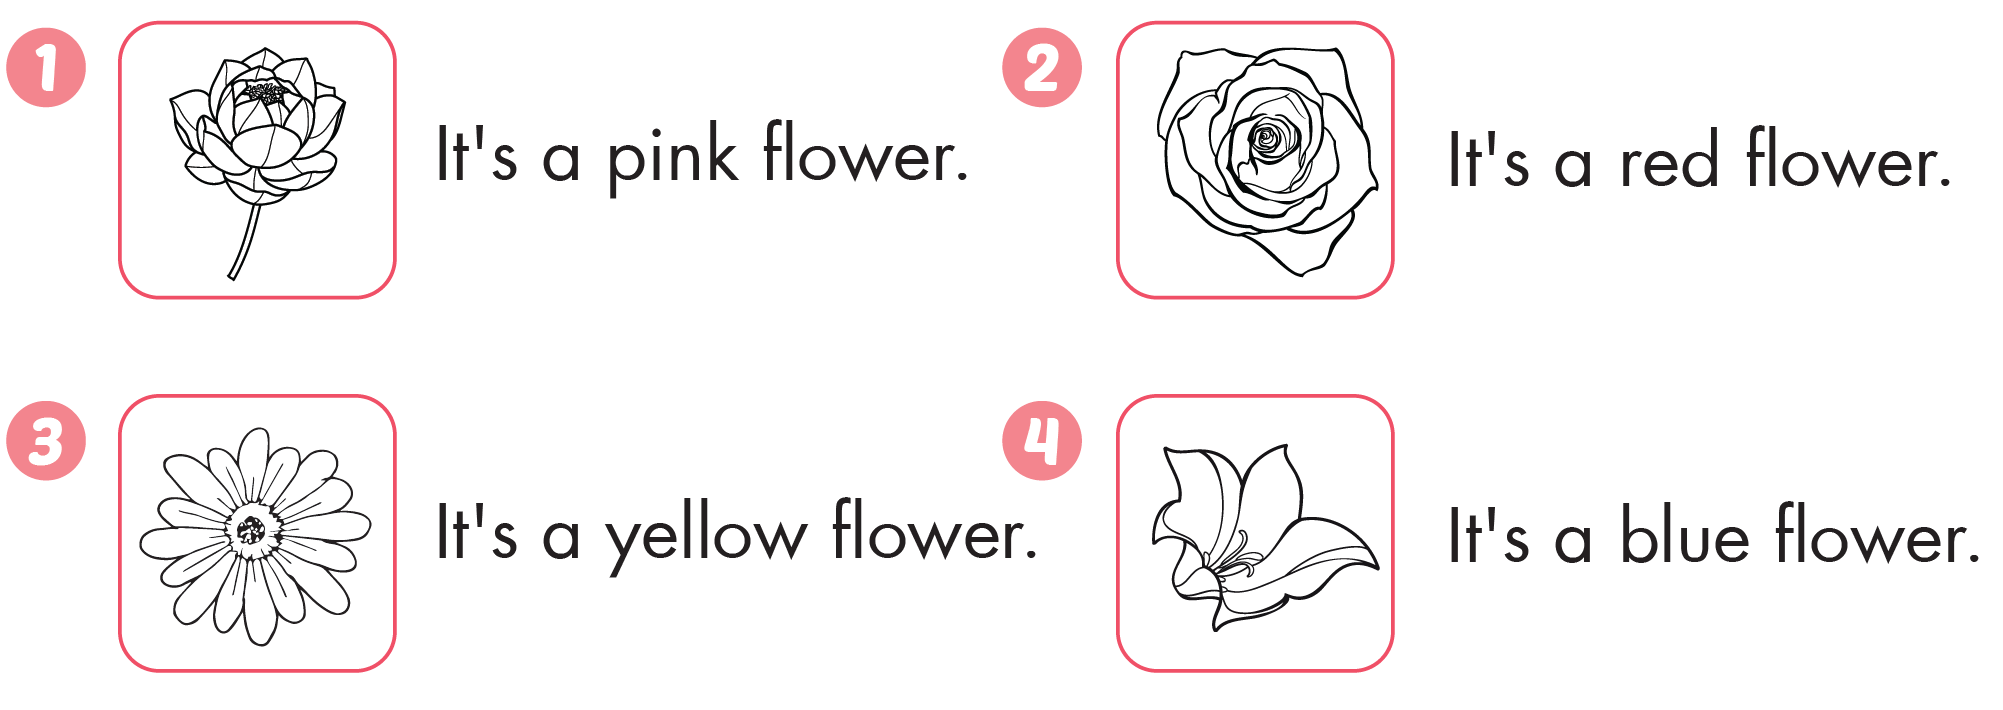 1 It's a pink flower.
2 It's a red flower.
3 It's a yellow flower.
4 It's a blue flower.